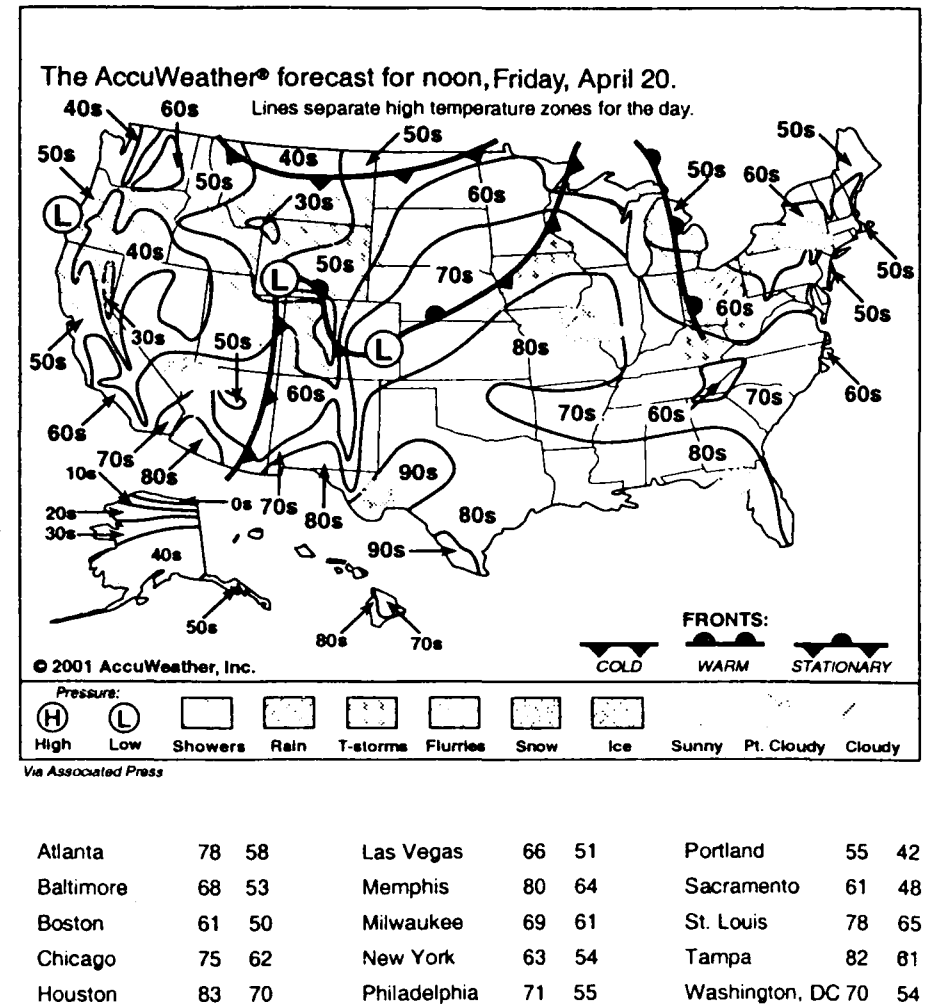 The AccuWeather® forecast for noon, Friday, April 20.
Lines separate high temperature zones for the day.
40s 60s 50s 50s
50s 40s 50s 60s
50s 30s 60s
L
40s 50s 70s 50s
L
30s 50s 80s 60s 50s
50s L
60s 60s 70s 60s 70s 60s
70s 80s 90s 80s
10s 0s 70s 80s 80s
20s
30s 90s
40s
50s 80s 70s
FRONTS:
COLD WARM STATIONARY
© 2001 AccuWeather, Inc.
Pressure:
H L
High Low Showers Rain T-storms Flurries Snow Ice Sunny Pt. Cloudy Cloudy
Via Associated Press
Atlanta 78 58 Las Vegas 66 51 Portland 55 42
Baltimore 68 53 Memphis 80 64 Sacramento 61 48
Boston 61 50 Milwaukee 69 61 St. Louis 78 65
Chicago 75 62 New York 63 54 Tampa 82 61
Houston 83 70 Philadelphia 71 55 Washington, DC 70 54